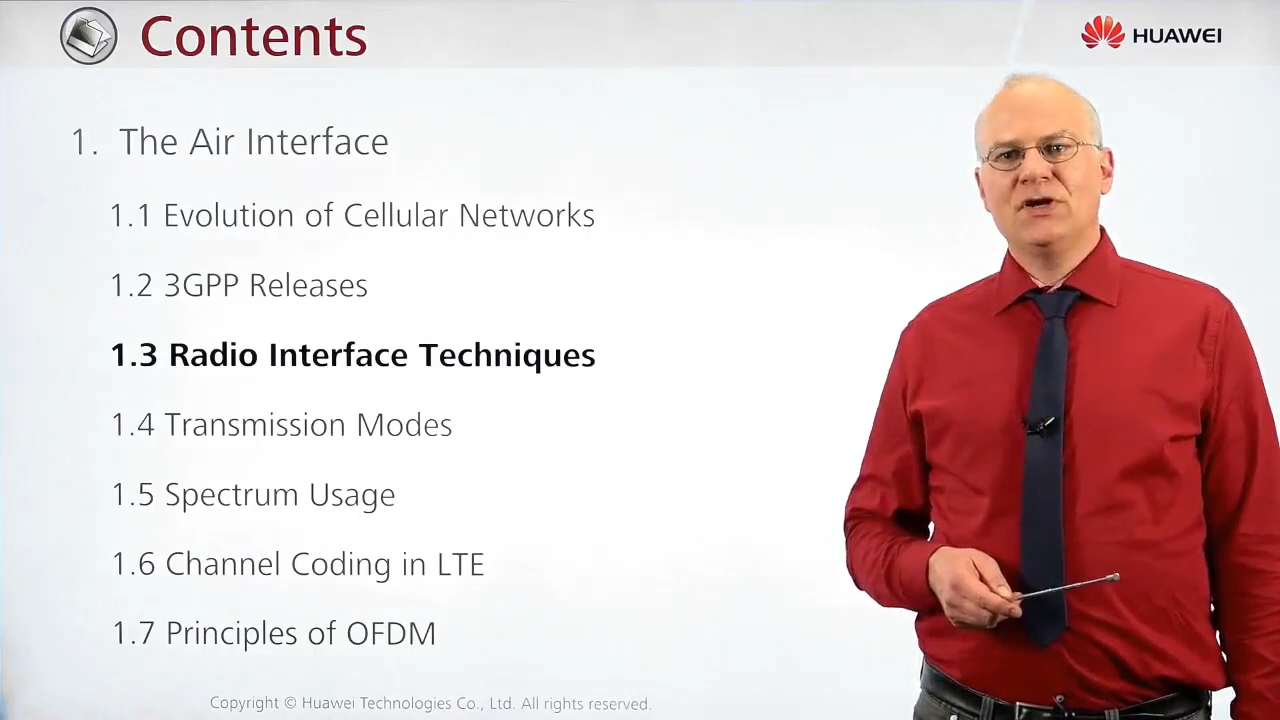 Contents
HUAWEI
1. The Air Interface
1.1 Evolution of Cellular Networks
1.2 3GPP Releases
1.3 Radio Interface Techniques
1.4 Transmission Modes
1.5 Spectrum Usage
1.6 Channel Coding in LTE
1.7 Principles of OFDM
Copyright © Huawei Technologies Co., Ltd. All rights reserved.